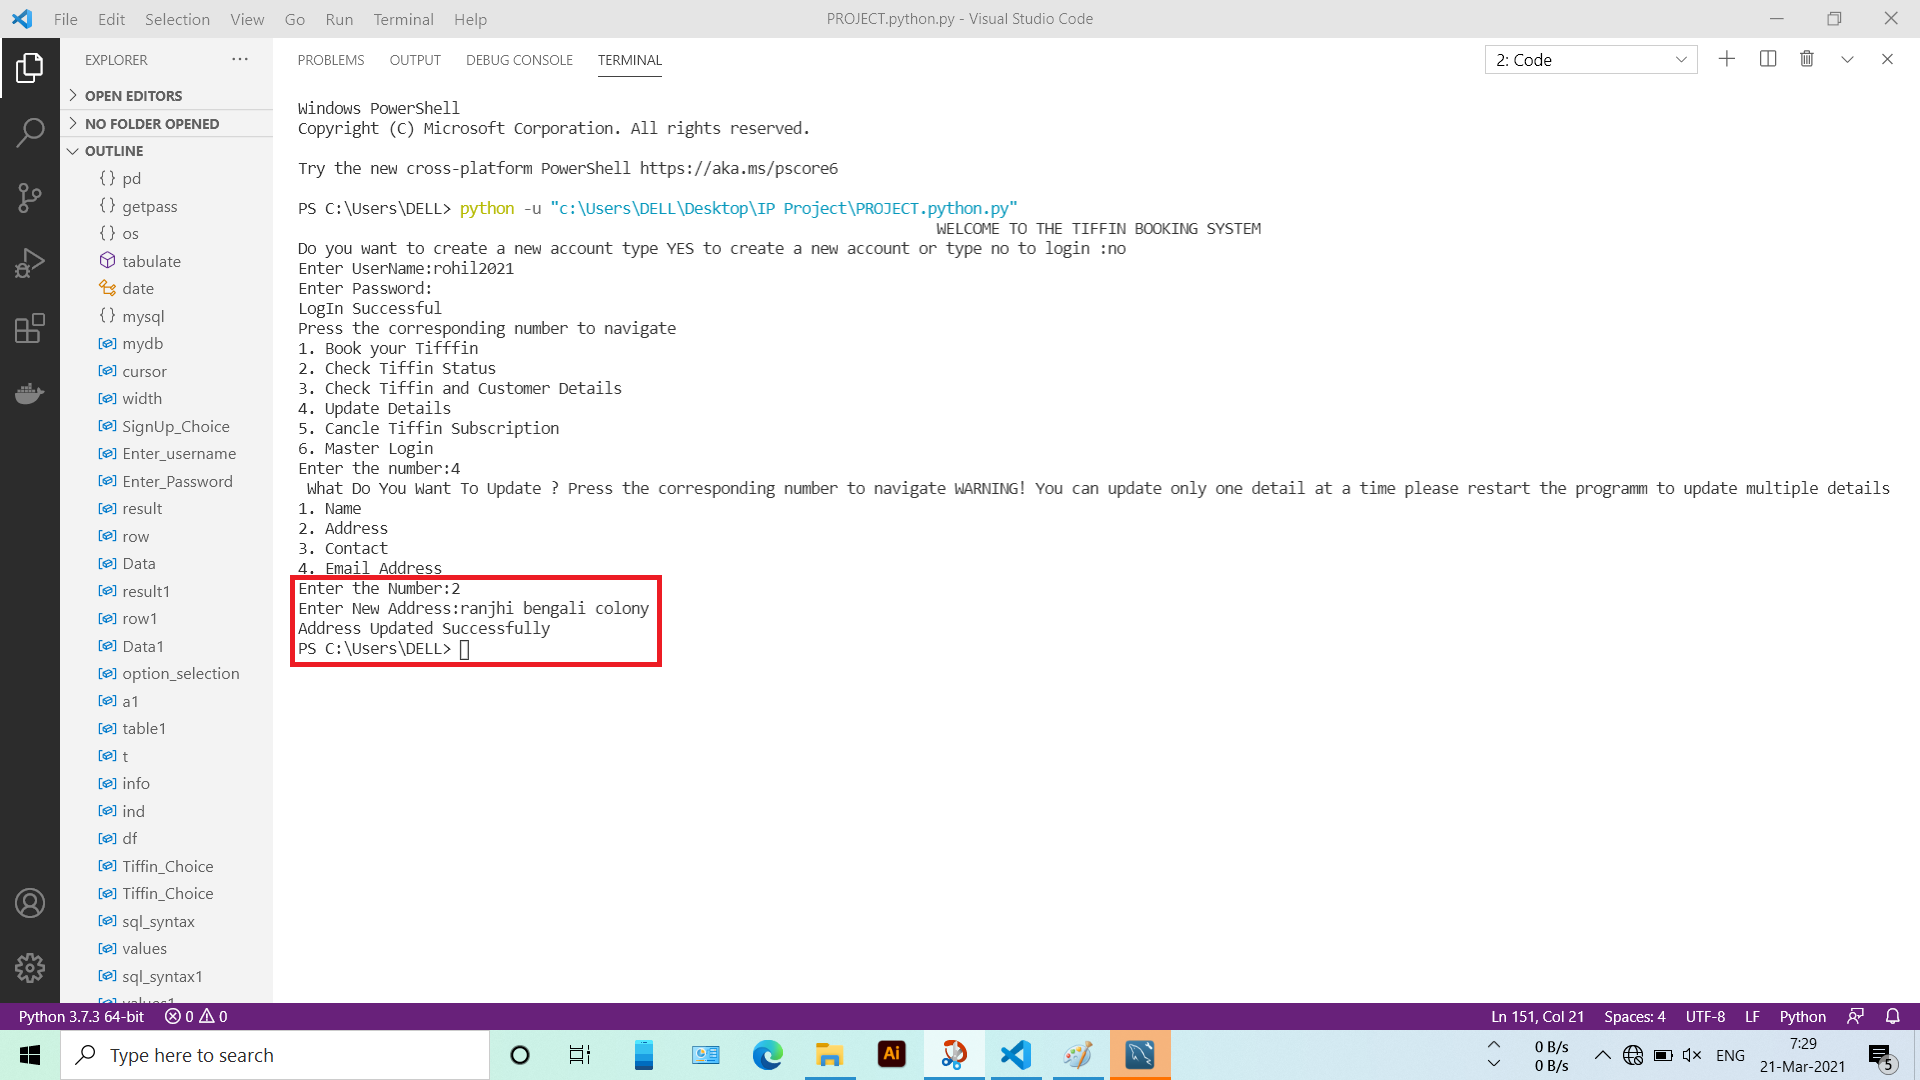 File Edit Selection View Go Run Terminal Help
PROJECT.python.py - Visual Studio Code
EXPLORER
OPEN EDITORS
NO FOLDER OPENED
OUTLINE
pd
getpass
os
tabulate
date
mysql
mydb
cursor
width
SignUp_Choice
Enter_username
Enter_Password
result
row
Data
result1
row1
Data1
option_selection
a1
table1
t
info
ind
df
Tiffin_Choice
Tiffin_Choice
sql_syntax
values
sql_syntax1
values1
PROBLEMS OUTPUT DEBUG CONSOLE TERMINAL
2: Code
Windows PowerShell
Copyright (C) Microsoft Corporation. All rights reserved.
Try the new cross-platform PowerShell https://aka.ms/pscore6
PS C:\Users\DELL> python -u "c:\Users\DELL\Desktop\IP Project\PROJECT.python.py"
WELCOME TO THE TIFFIN BOOKING SYSTEM
Do you want to create a new account type YES to create a new account or type no to login :no
Enter UserName:rohil2021
Enter Password:
LogIn Successful
Press the corresponding number to navigate
1. Book your Tifffin
2. Check Tiffin Status
3. Check Tiffin and Customer Details
4. Update Details
5. Cancle Tiffin Subscription
6. Master Login
Enter the number:4
What Do You Want To Update ? Press the corresponding number to navigate WARNING! You can update only one detail at a time please restart the programm to update multiple details
1. Name
2. Address
3. Contact
4. Email Address
Enter the Number:2
Enter New Address:ranjhi bengali colony
Address Updated Successfully
PS C:\Users\DELL>
Python 3.7.3 64-bit 0 0
Ln 151, Col 21 Spaces: 4 UTF-8 LF Python
Type here to search
Ai
0 B/s
0 B/s
ENG
7:29
21-Mar-2021
5